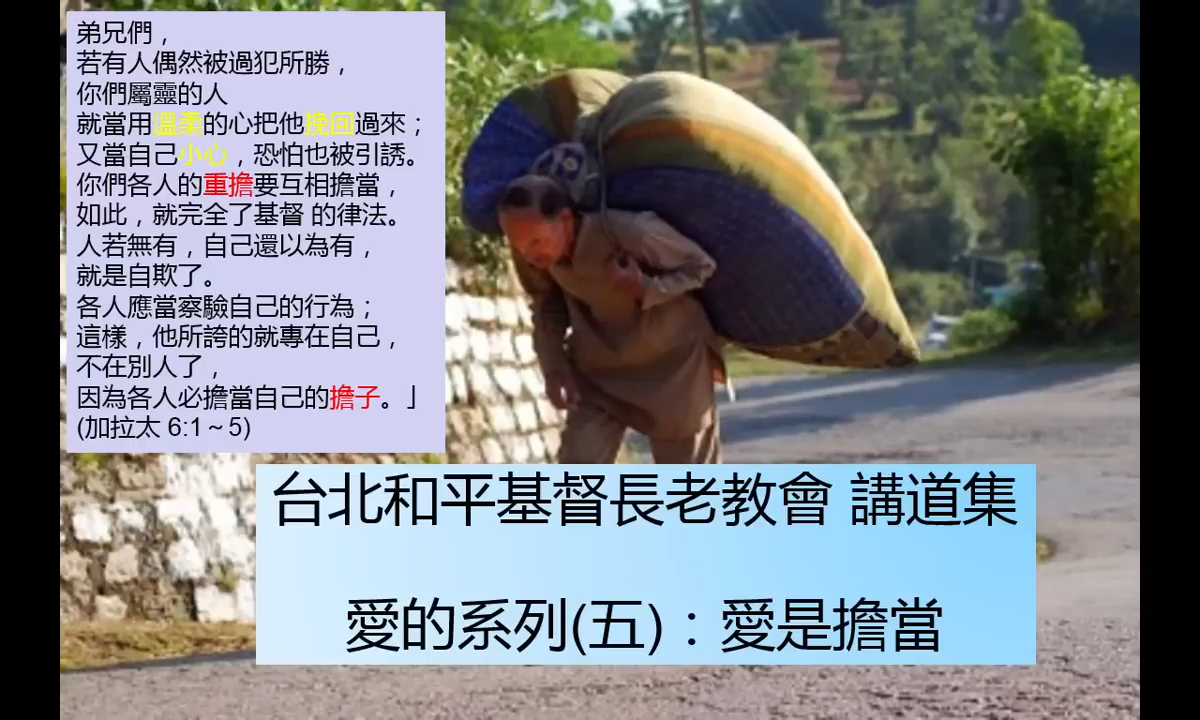 弟兄們，
若有人偶然被過犯所勝，
你們屬靈的人
就當用溫柔的心把他挽回過來；
又當自己小心，恐怕也被引誘。
你們各人的重擔要互相擔當，
如此，就完全了基督 的律法。
人若無有，自己還以為有，
就是自欺了。
各人應當察驗自己的行為；
這樣，他所誇的就專在自己，
不在別人了，
因為各人必擔當自己的擔子。」
(加拉太 6:1～5)
台北和平基督長老教會 講道集
愛的系列(五)：愛是擔當